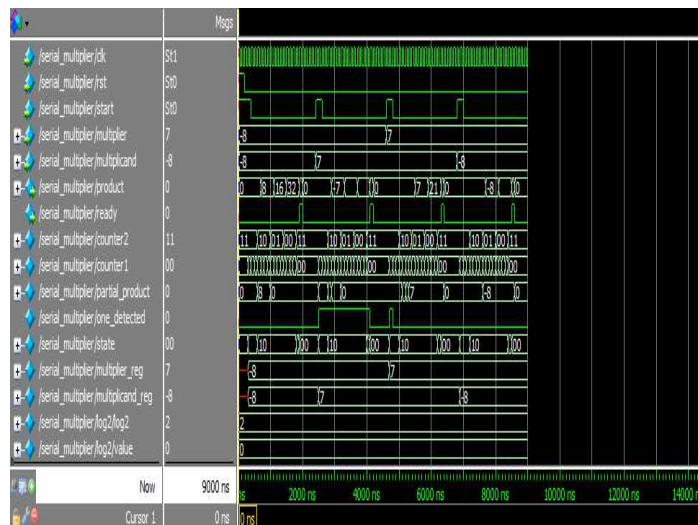 Msgs
/serial_multiplier/clk St1
/serial_multiplier/rst St0
/serial_multiplier/start St0
/serial_multiplier/multiplier 7 -8 7
/serial_multiplier/multiplicand -8 -8 7 -8
/serial_multiplier/product 0 0 8 16 32 0 -7 0 7 21 0 -8 0
/serial_multiplier/ready 0
/serial_multiplier/counter2 11 11 10 01 00 11 10 01 00 11 10 01 00 11 10 01 00 11
/serial_multiplier/counter1 00 00 00 00 00
/serial_multiplier/partial_product 0 0 8 0 0 7 0 -8 0
/serial_multiplier/one_detected 0
/serial_multiplier/state 00 10 00 10 00 10 00 10 00
/serial_multiplier/multiplier_reg 7 -8 7
/serial_multiplier/multiplicand_reg -8 -8 7 -8
/serial_multiplier/log2/log2 2 2
/serial_multiplier/log2/value 0 0
Now 9000 ns ns 2000 ns 4000 ns 6000 ns 8000 ns 10000 ns 12000 ns 14000
Cursor 1 0 ns 0 ns